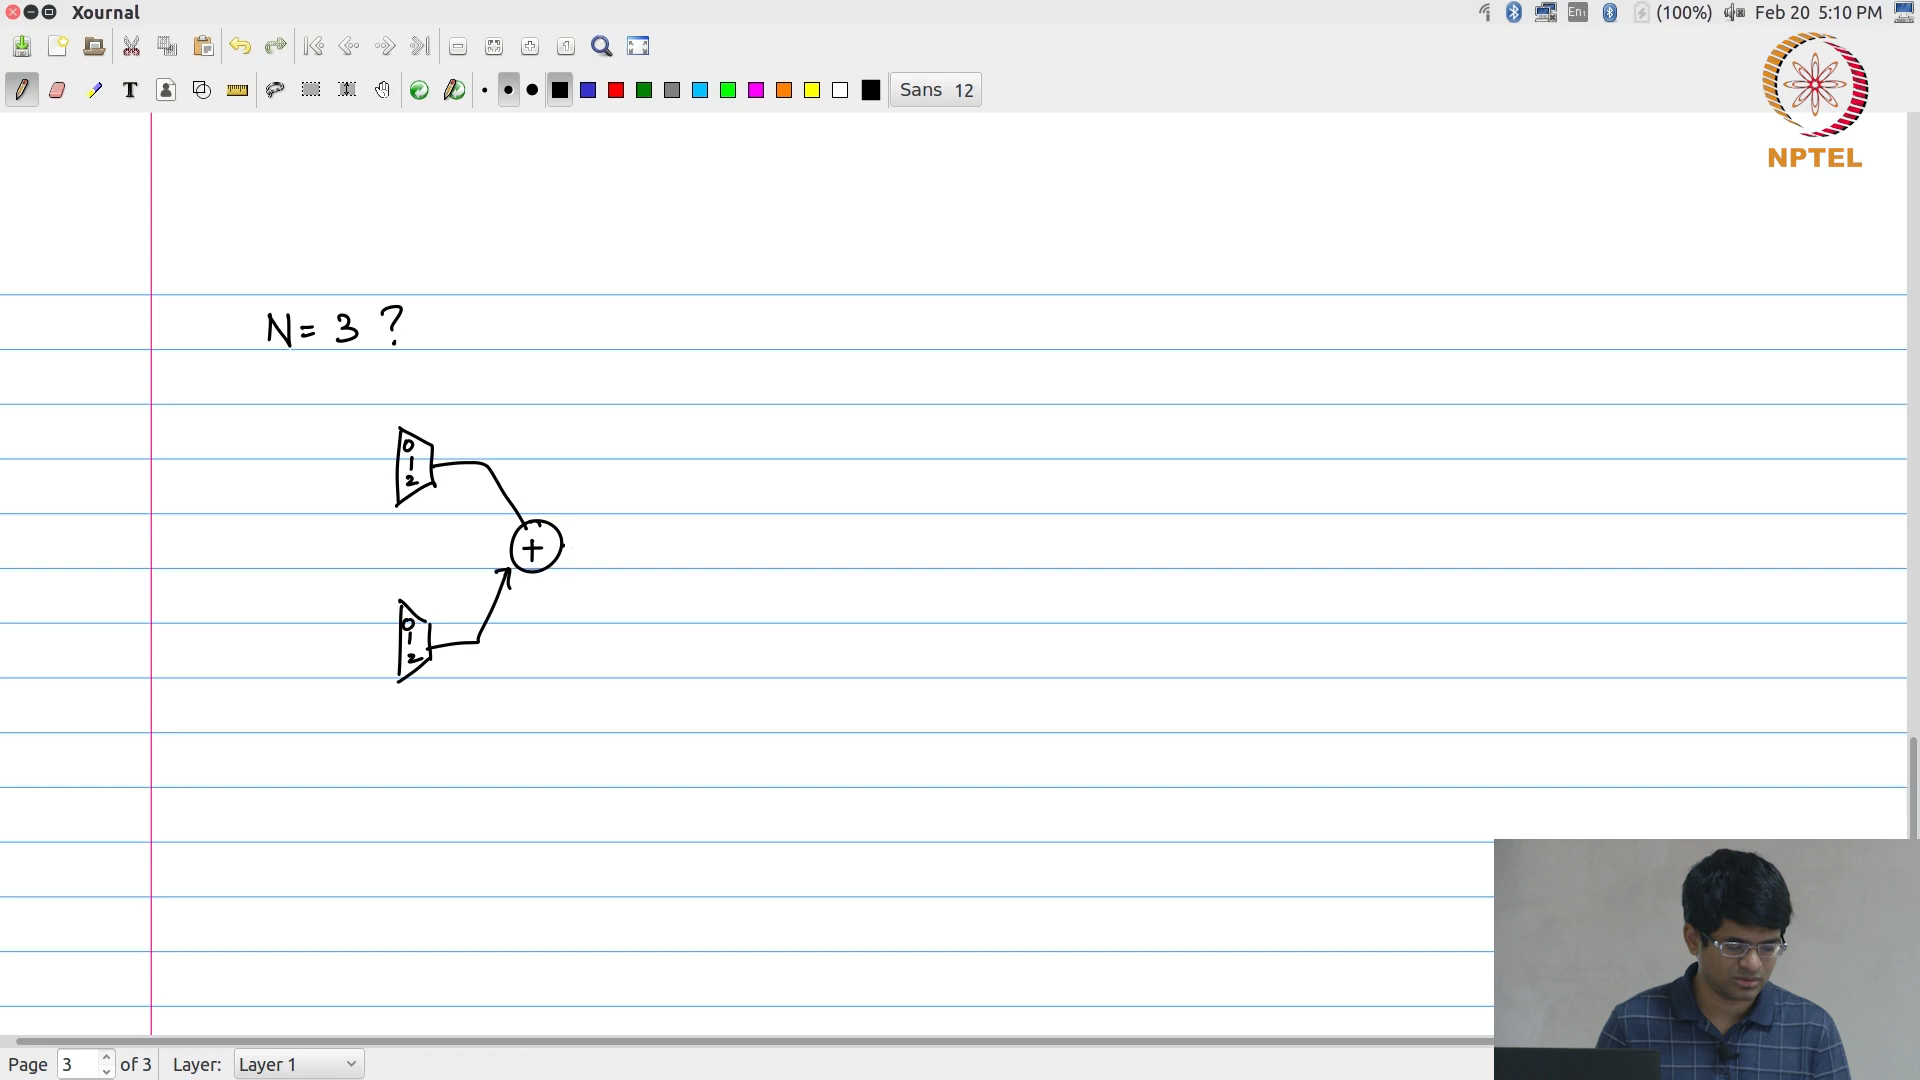 Xournal
En₁
(100%)
Feb 20 5:10 PM
Sans 12
NPTEL
N = 3 ?
0
1
2
+
0
1
2
Page 3 of 3 Layer: Layer 1